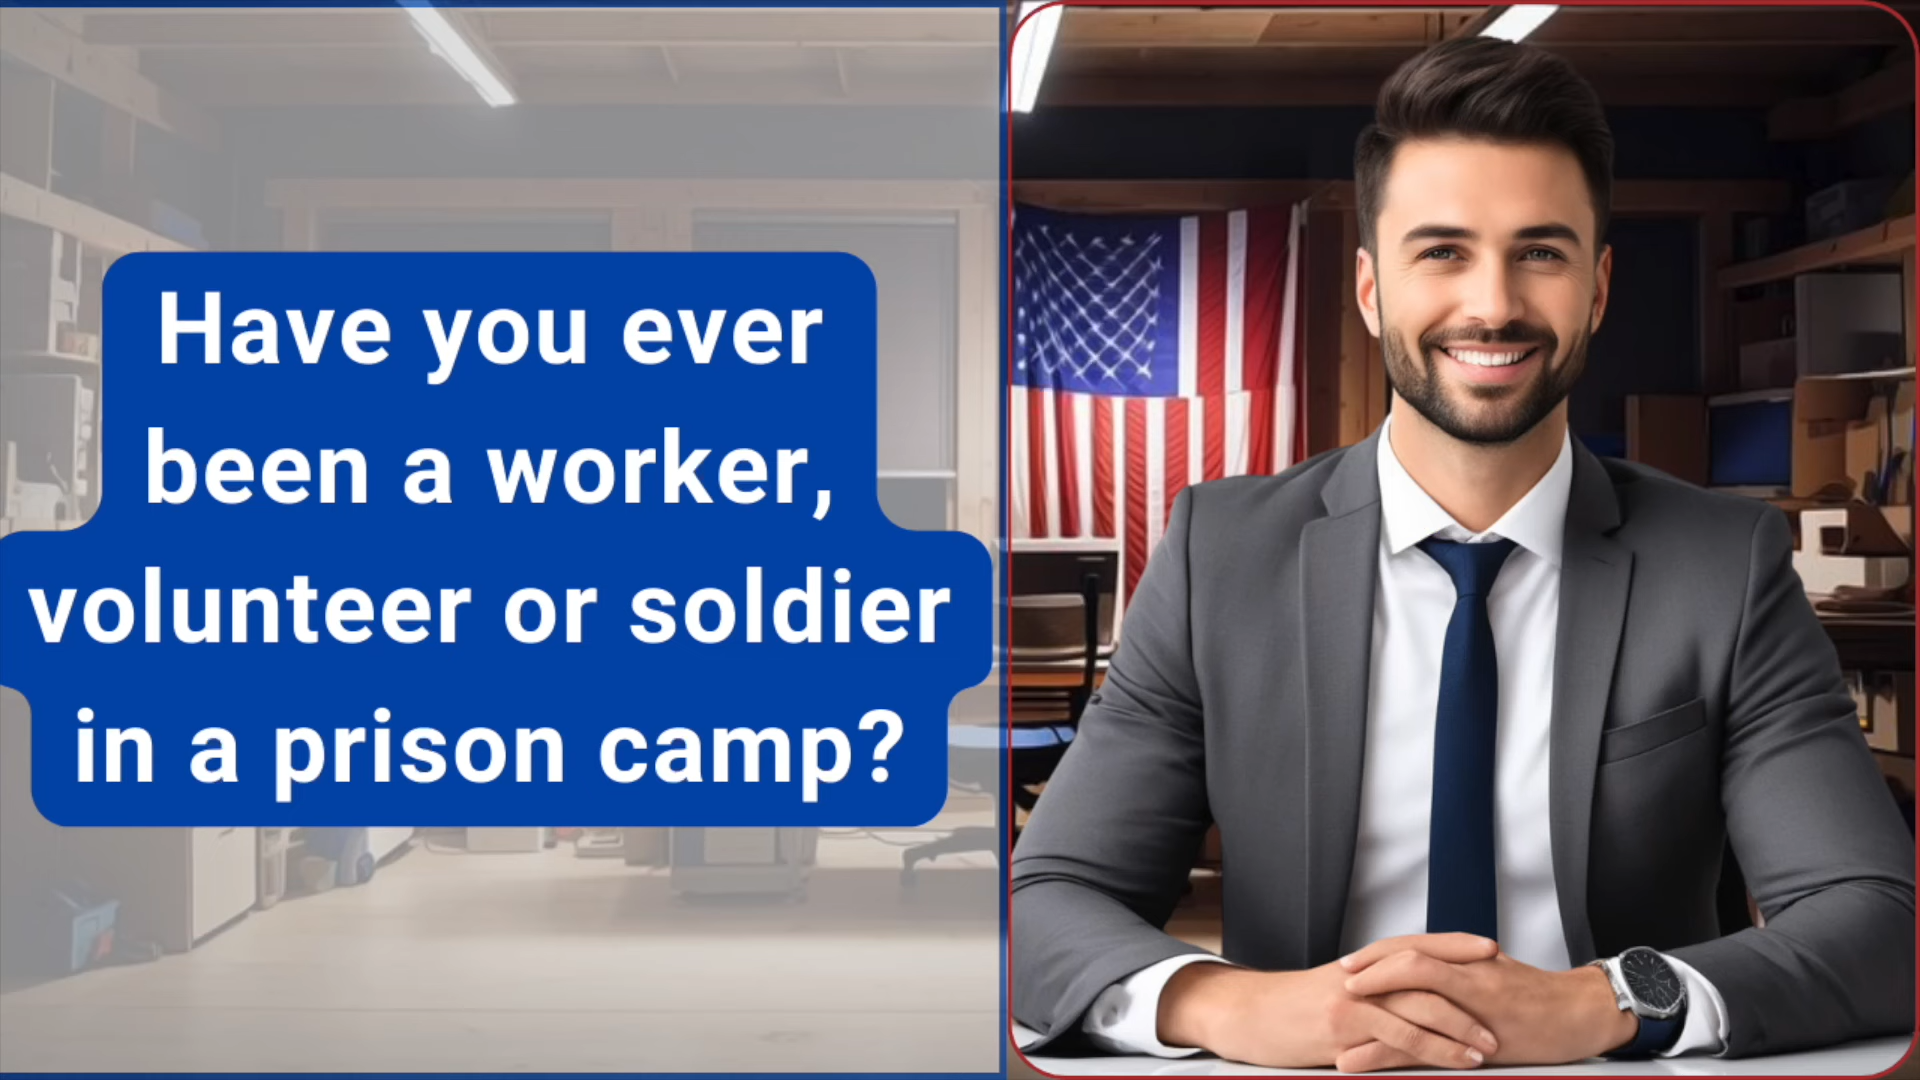 Have you ever
been a worker,
volunteer or soldier
in a prison camp?